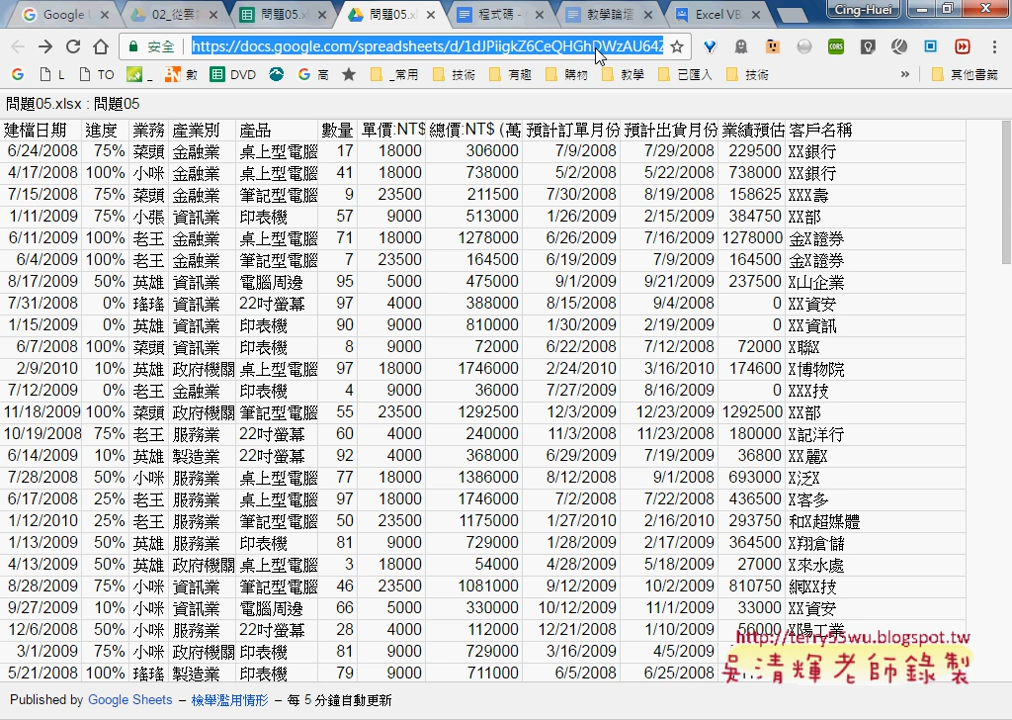 Google 
02_從雲
問題05.xl
問題05.x
程式碼 -
教學論壇
Excel VB
Cing-Huei
安全 https://docs.google.com/spreadsheets/d/1dJPiigkZ6CeQHGhDWzAU64Z
L TO 數 DVD 高 _常用 技術 有趣 購物 教學 已匯入 技術 » 其他書籤
問題05.xlsx : 問題05
建檔日期 進度 業務 產業別 產品 數量 單價:NT$ 總價:NT$ (萬 預計訂單月份 預計出貨月份 業績預估 客戶名稱
6/24/2008 75% 菜頭 金融業 桌上型電腦 17 18000 306000 7/9/2008 7/29/2008 229500 XX銀行
4/17/2008 100% 小咪 金融業 桌上型電腦 41 18000 738000 5/2/2008 5/22/2008 738000 XX銀行
7/15/2008 75% 菜頭 金融業 筆記型電腦 9 23500 211500 7/30/2008 8/19/2008 158625 XXX壽
1/11/2009 75% 小張 資訊業 印表機 57 9000 513000 1/26/2009 2/15/2009 384750 XX部
6/11/2009 100% 老王 金融業 桌上型電腦 71 18000 1278000 6/26/2009 7/16/2009 1278000 金X證券
6/4/2009 100% 老王 金融業 筆記型電腦 7 23500 164500 6/19/2009 7/9/2009 164500 金X證券
8/17/2009 50% 英雄 資訊業 電腦周邊 95 5000 475000 9/1/2009 9/21/2009 237500 X山企業
7/31/2008 0% 瑤瑤 資訊業 22吋螢幕 97 4000 388000 8/15/2008 9/4/2008 0 XX資安
1/15/2009 0% 英雄 資訊業 印表機 90 9000 810000 1/30/2009 2/19/2009 0 XX資訊
6/7/2008 100% 菜頭 資訊業 印表機 8 9000 72000 6/22/2008 7/12/2008 72000 X聯X
2/9/2010 10% 英雄 政府機關 桌上型電腦 97 18000 1746000 2/24/2010 3/16/2010 174600 X博物院
7/12/2009 0% 老王 金融業 印表機 4 9000 36000 7/27/2009 8/16/2009 0 XXX技
11/18/2009 100% 菜頭 政府機關 筆記型電腦 55 23500 1292500 12/3/2009 12/23/2009 1292500 XX部
10/19/2008 75% 老王 服務業 22吋螢幕 60 4000 240000 11/3/2008 11/23/2008 180000 X記洋行
6/14/2009 10% 英雄 製造業 22吋螢幕 92 4000 368000 6/29/2009 7/19/2009 36800 XX麗X
7/28/2008 50% 小咪 服務業 桌上型電腦 77 18000 1386000 8/12/2008 9/1/2008 693000 X泛X
6/17/2008 25% 老王 服務業 桌上型電腦 97 18000 1746000 7/2/2008 7/22/2008 436500 X客多
1/12/2010 25% 老王 服務業 筆記型電腦 50 23500 1175000 1/27/2010 2/16/2010 293750 和X超媒體
1/13/2009 50% 英雄 服務業 印表機 81 9000 729000 1/28/2009 2/17/2009 364500 X翔倉儲
4/13/2009 50% 英雄 政府機關 桌上型電腦 3 18000 54000 4/28/2009 5/18/2009 27000 X來水處
8/28/2009 75% 小咪 資訊業 筆記型電腦 46 23500 1081000 9/12/2009 10/2/2009 810750 網XX技
9/27/2009 10% 小咪 資訊業 電腦周邊 66 5000 330000 10/12/2009 11/1/2009 33000 XX資安
12/6/2008 50% 小咪 服務業 22吋螢幕 28 4000 112000 12/21/2008 1/10/2009 56000 X陽工業
3/1/2009 75% 小咪 政府機關 印表機 81 9000 729000 3/16/2009 4/5/2009
5/21/2008 100% 瑤瑤 製造業 印表機 79 9000 711000 6/5/2008 6/25/2008
http://terry55wu.blogspot.tw
吳清輝老師錄製
Published by Google Sheets – 檢舉濫用情形 – 每 5 分鐘自動更新